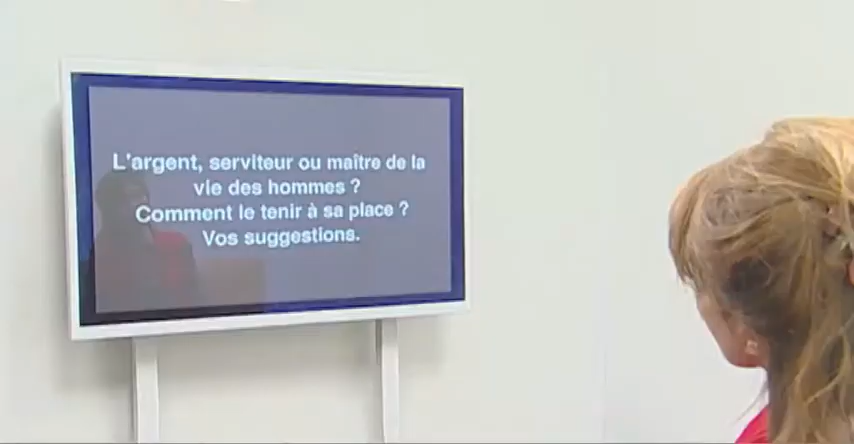 L'argent, serviteur ou maître de la
vie des hommes ?
Comment le tenir à sa place ?
Vos suggestions.